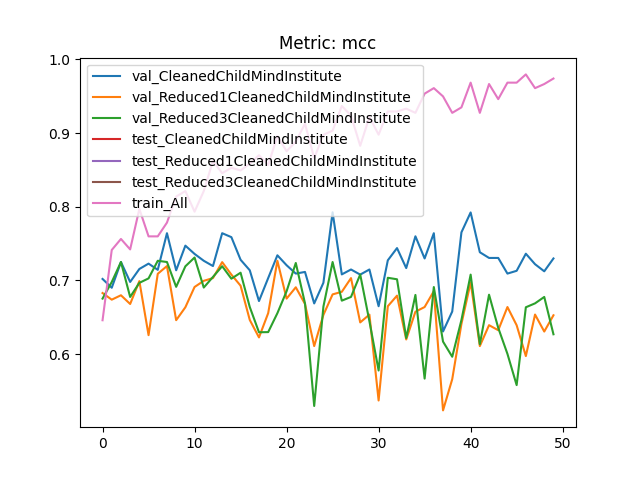 Metric: mcc
1.0
0.9
0.8
0.7
0.6
0
10
20
30
40
50
val_CleanedChildMindInstitute
val_Reduced1CleanedChildMindInstitute
val_Reduced3CleanedChildMindInstitute
test_CleanedChildMindInstitute
test_Reduced1CleanedChildMindInstitute
test_Reduced3CleanedChildMindInstitute
train_All